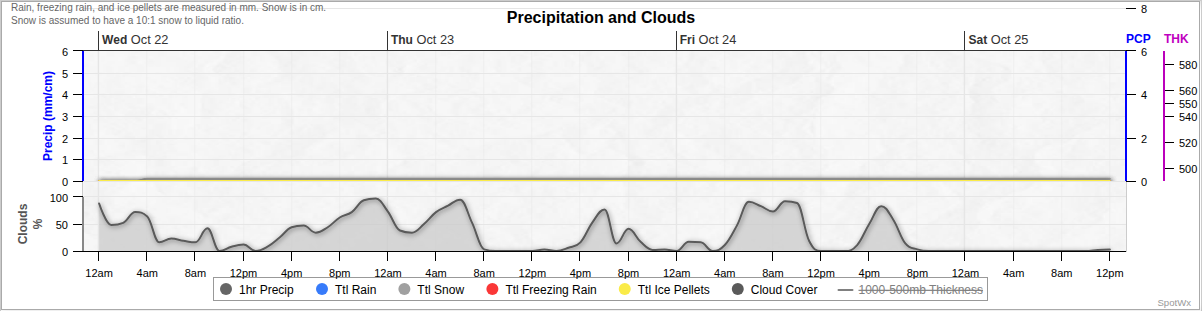 Rain, freezing rain, and ice pellets are measured in mm. Snow is in cm.
Snow is assumed to have a 10:1 snow to liquid ratio.
Precipitation and Clouds
Wed Oct 22
Thu Oct 23
Fri Oct 24
Sat Oct 25
PCP
THK
Precip (mm/cm)
6
5
4
3
2
1
0
8
6
4
2
0
580
560
550
540
520
500
Clouds
%
100
50
0
12am 4am 8am 12pm 4pm 8pm 12am 4am 8am 12pm 4pm 8pm 12am 4am 8am 12pm 4pm 8pm 12am 4am 8am 12pm
1hr Precip Ttl Rain Ttl Snow Ttl Freezing Rain Ttl Ice Pellets Cloud Cover 1000-500mb Thickness
SpotWx